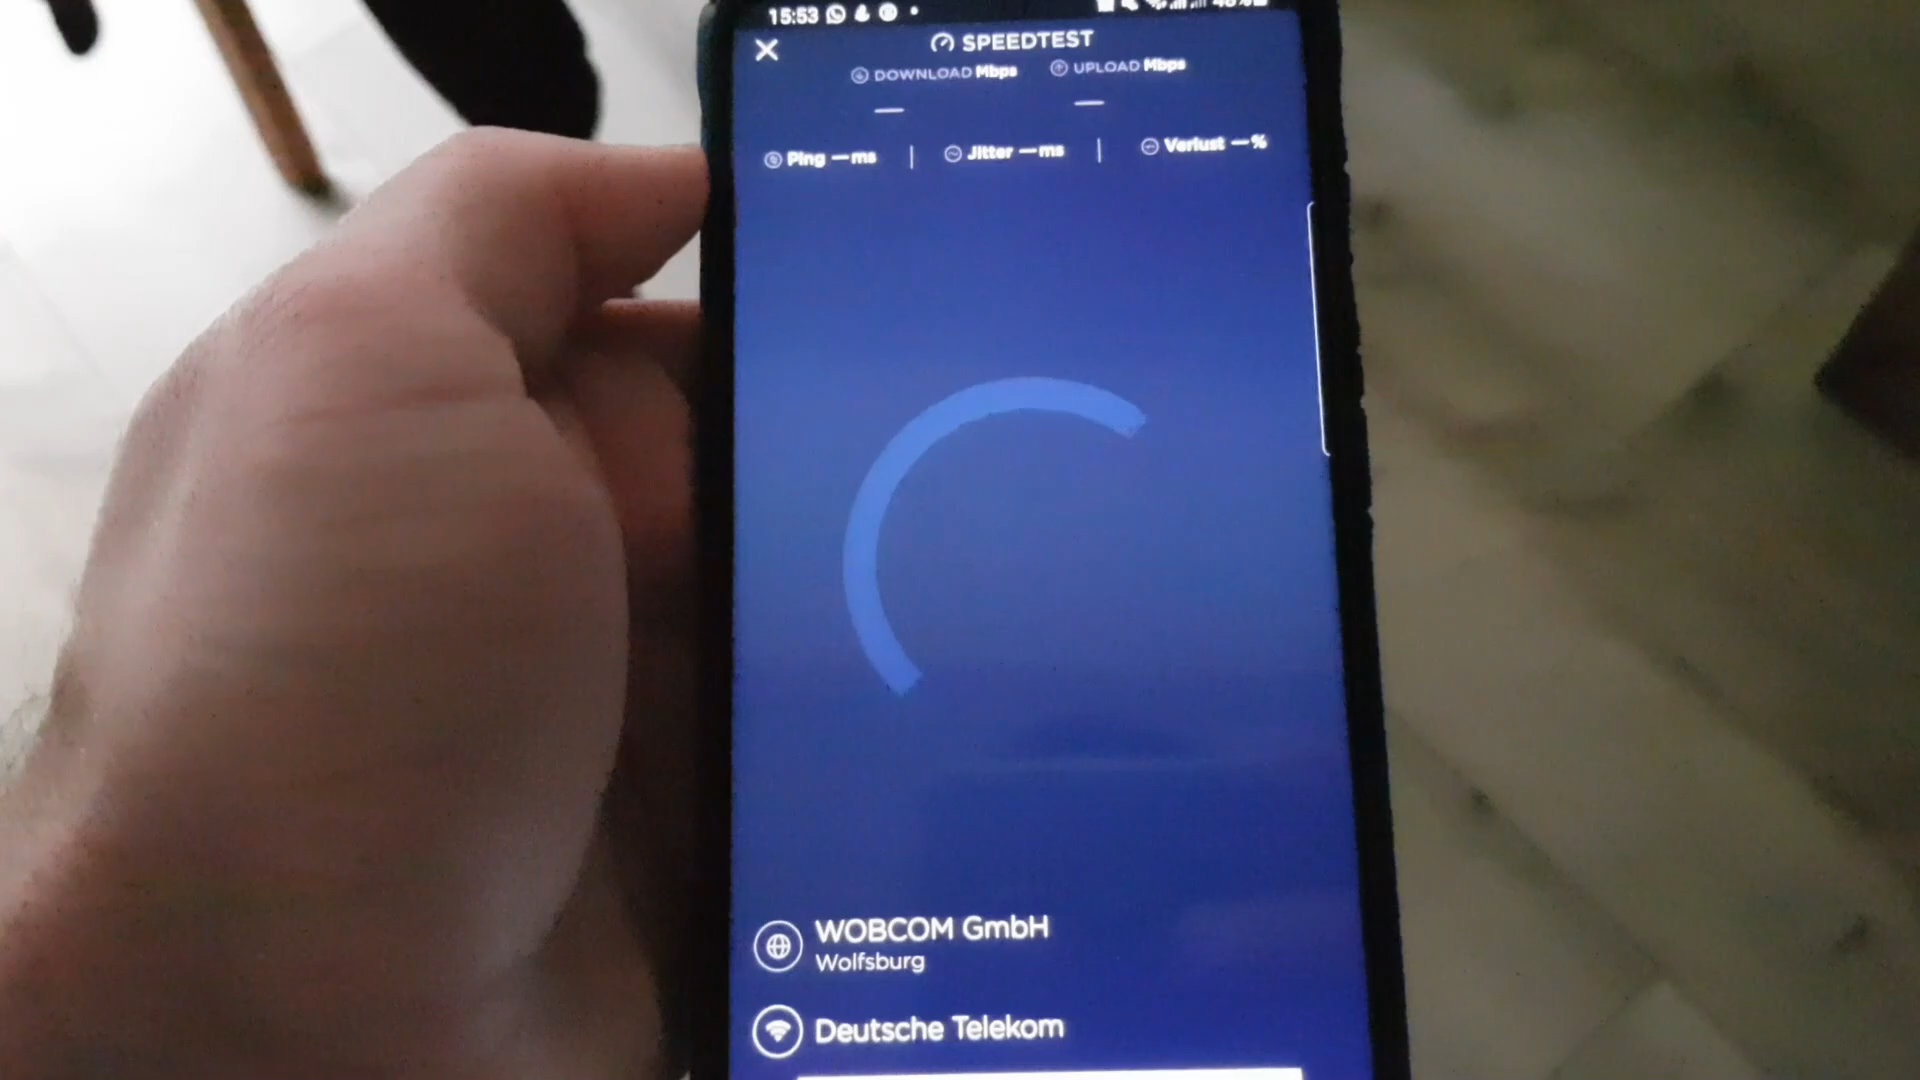 15:53
SPEEDTEST
DOWNLOAD Mbps UPLOAD Mbps
— —
Ping — ms | Jitter — ms | Verlust — %
WOBCOM GmbH
Wolfsburg
Deutsche Telekom